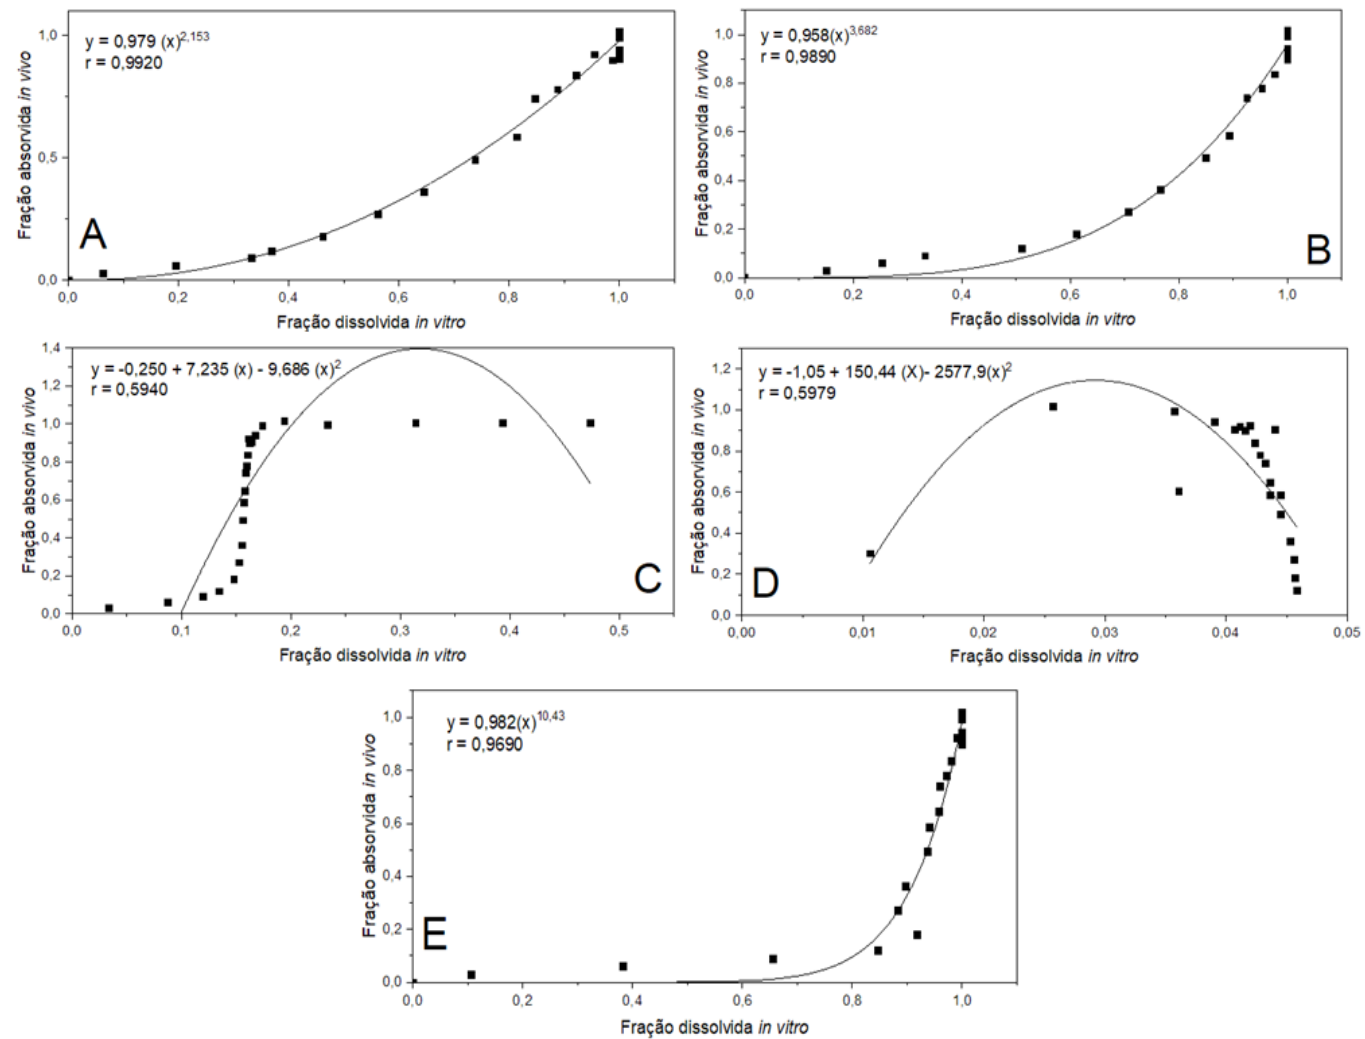 y = 0,979 (x)2,153
r = 0,9920
1,0
0,5
0,0
Fração absorvida in vivo
A
0,0 0,2 0,4 0,6 0,8 1,0
Fração dissolvida in vitro
y = 0,958(x)3,682
r = 0,9890
1,0
0,8
0,6
0,4
0,2
0,0
Fração absorvida in vivo
B
0,0 0,2 0,4 0,6 0,8 1,0
Fração dissolvida in vitro
y = -0,250 + 7,235 (x) - 9,686 (x)2
r = 0,5940
1,4
1,2
1,0
0,8
0,6
0,4
0,2
0,0
Fração absorvida in vivo
C
0,0 0,1 0,2 0,3 0,4 0,5
Fração dissolvida in vitro
y = -1,05 + 150,44 (X)- 2577,9(x)2
r = 0,5979
1,2
1,0
0,8
0,6
0,4
0,2
0,0
Fração absorvida in vivo
D
0,00 0,01 0,02 0,03 0,04 0,05
Fração dissolvida in vitro
y = 0,982(x)10,43
r = 0,9690
1,0
0,8
0,6
0,4
0,2
0,0
Fração absorvida in vivo
E
0,0 0,2 0,4 0,6 0,8 1,0
Fração dissolvida in vitro